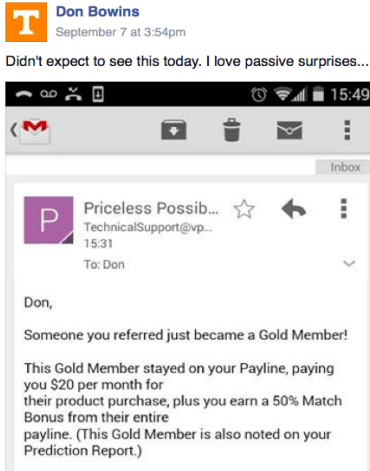 T
Don Bowins
September 7 at 3:54pm
Didn't expect to see this today. I love passive surprises...
15:49
Inbox
P
Priceless Possib...
TechnicalSupport@vp...
15:31
To: Don
Don,
Someone you referred just became a Gold Member!
This Gold Member stayed on your Payline, paying
you $20 per month for
their product purchase, plus you earn a 50% Match
Bonus from their entire
payline. (This Gold Member is also noted on your
Prediction Report.)